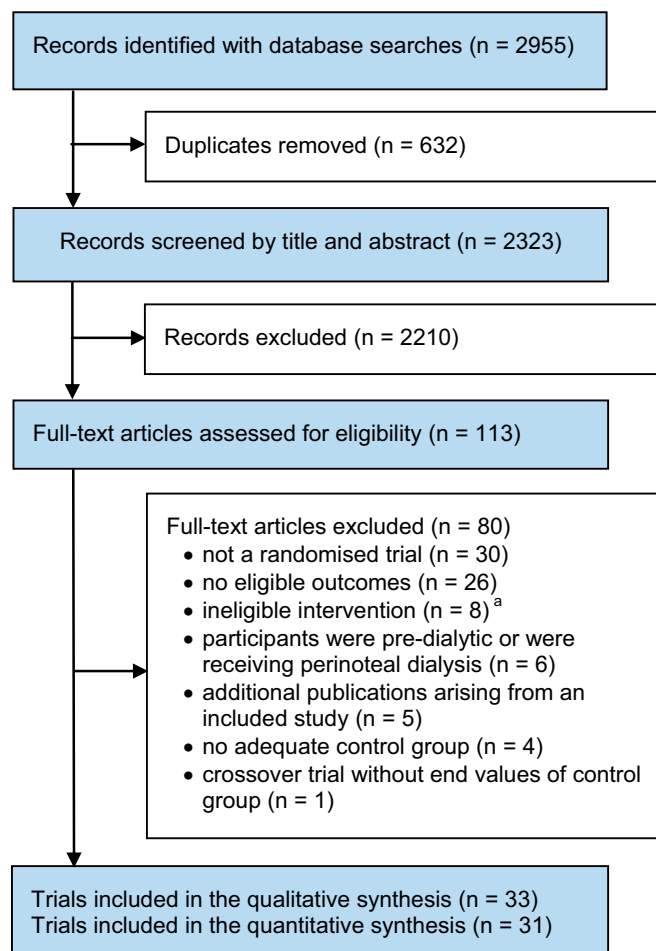 Records identified with database searches (n = 2955)
Duplicates removed (n = 632)
Records screened by title and abstract (n = 2323)
Records excluded (n = 2210)
Full-text articles assessed for eligibility (n = 113)
Full-text articles excluded (n = 80)
• not a randomised trial (n = 30)
• no eligible outcomes (n = 26)
• ineligible intervention (n = 8) a
• participants were pre-dialytic or were
receiving perinoteal dialysis (n = 6)
• additional publications arising from an
included study (n = 5)
• no adequate control group (n = 4)
• crossover trial without end values of control
group (n = 1)
Trials included in the qualitative synthesis (n = 33)
Trials included in the quantitative synthesis (n = 31)